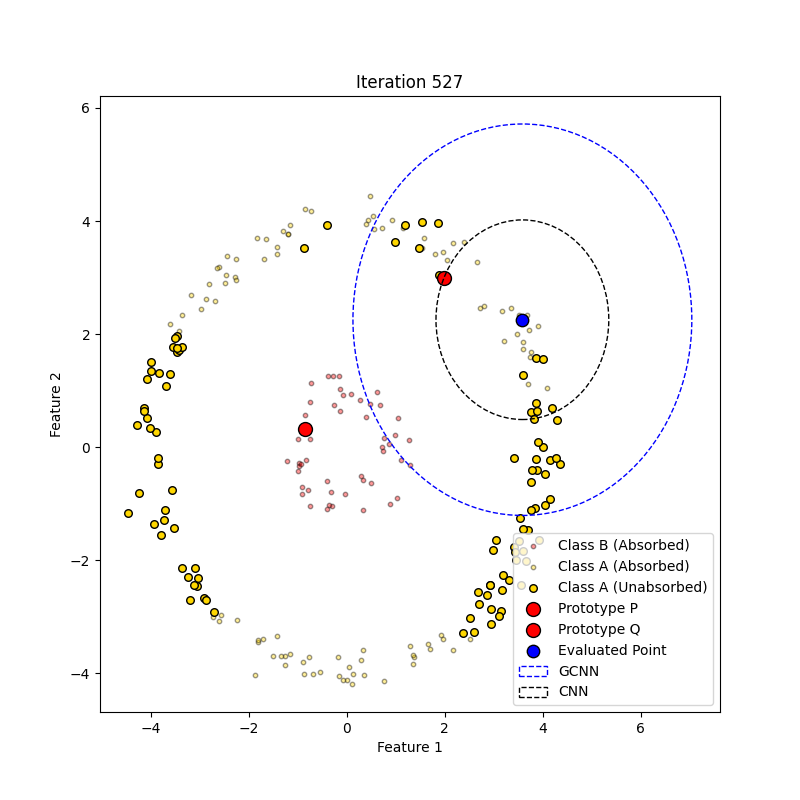 Iteration 527
6
4
2
0
−2
−4
Feature 2
Class B (Absorbed)
Class A (Absorbed)
Class A (Unabsorbed)
Prototype P
Prototype Q
Evaluated Point
GCNN
CNN
−4 −2 0 2 4 6
Feature 1